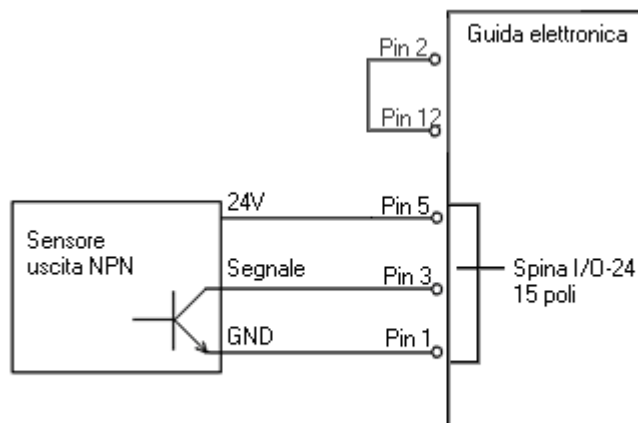 Guida elettronica
Pin 2
Pin 12
24V
Pin 5
Sensore
uscita NPN
Segnale
Pin 3
Spina I/O-24
15 poli
GND
Pin 1